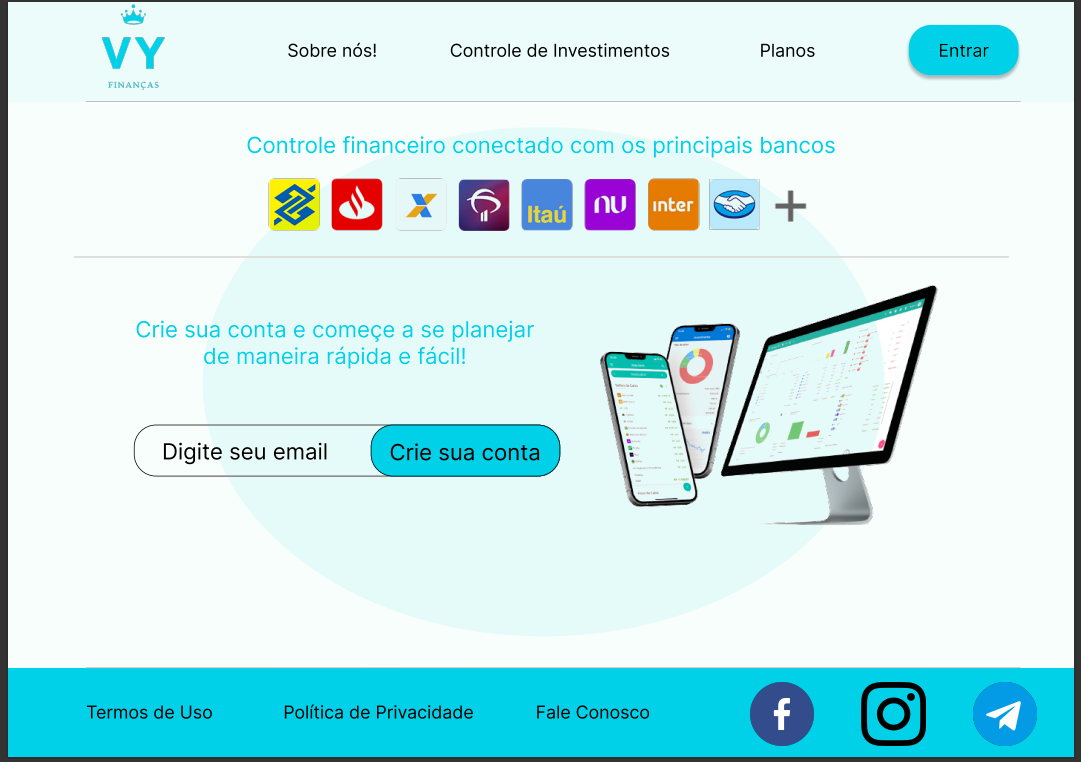 VY
FINANÇAS
Sobre nós!
Controle de Investimentos
Planos
Entrar
Controle financeiro conectado com os principais bancos
Itaú
nu
inter
Crie sua conta e começe a se planejar
de maneira rápida e fácil!
Digite seu email
Crie sua conta
Termos de Uso
Política de Privacidade
Fale Conosco